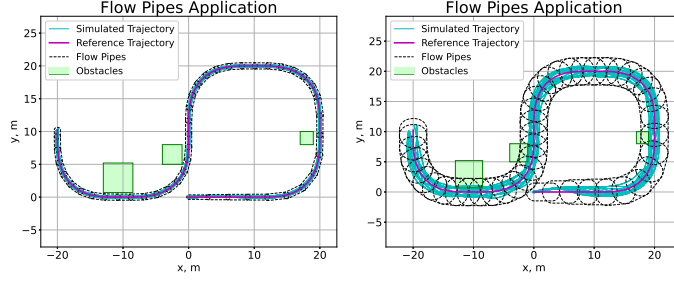 Flow Pipes Application
Simulated Trajectory
Reference Trajectory
Flow Pipes
Obstacles
25
20
15
10
5
0
−5
y, m
−20
−10
0
10
20
x, m
Flow Pipes Application
Simulated Trajectory
Reference Trajectory
Flow Pipes
Obstacles
25
20
15
10
5
0
−5
y, m
−20
−10
0
10
20
x, m